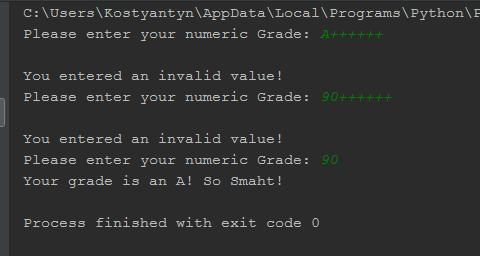 C:\Users\Kostyantyn\AppData\Local\Programs\Python\
Please enter your numeric Grade: A++++++
You entered an invalid value!
Please enter your numeric Grade: 90++++++
You entered an invalid value!
Please enter your numeric Grade: 90
Your grade is an A! So Smaht!
Process finished with exit code 0